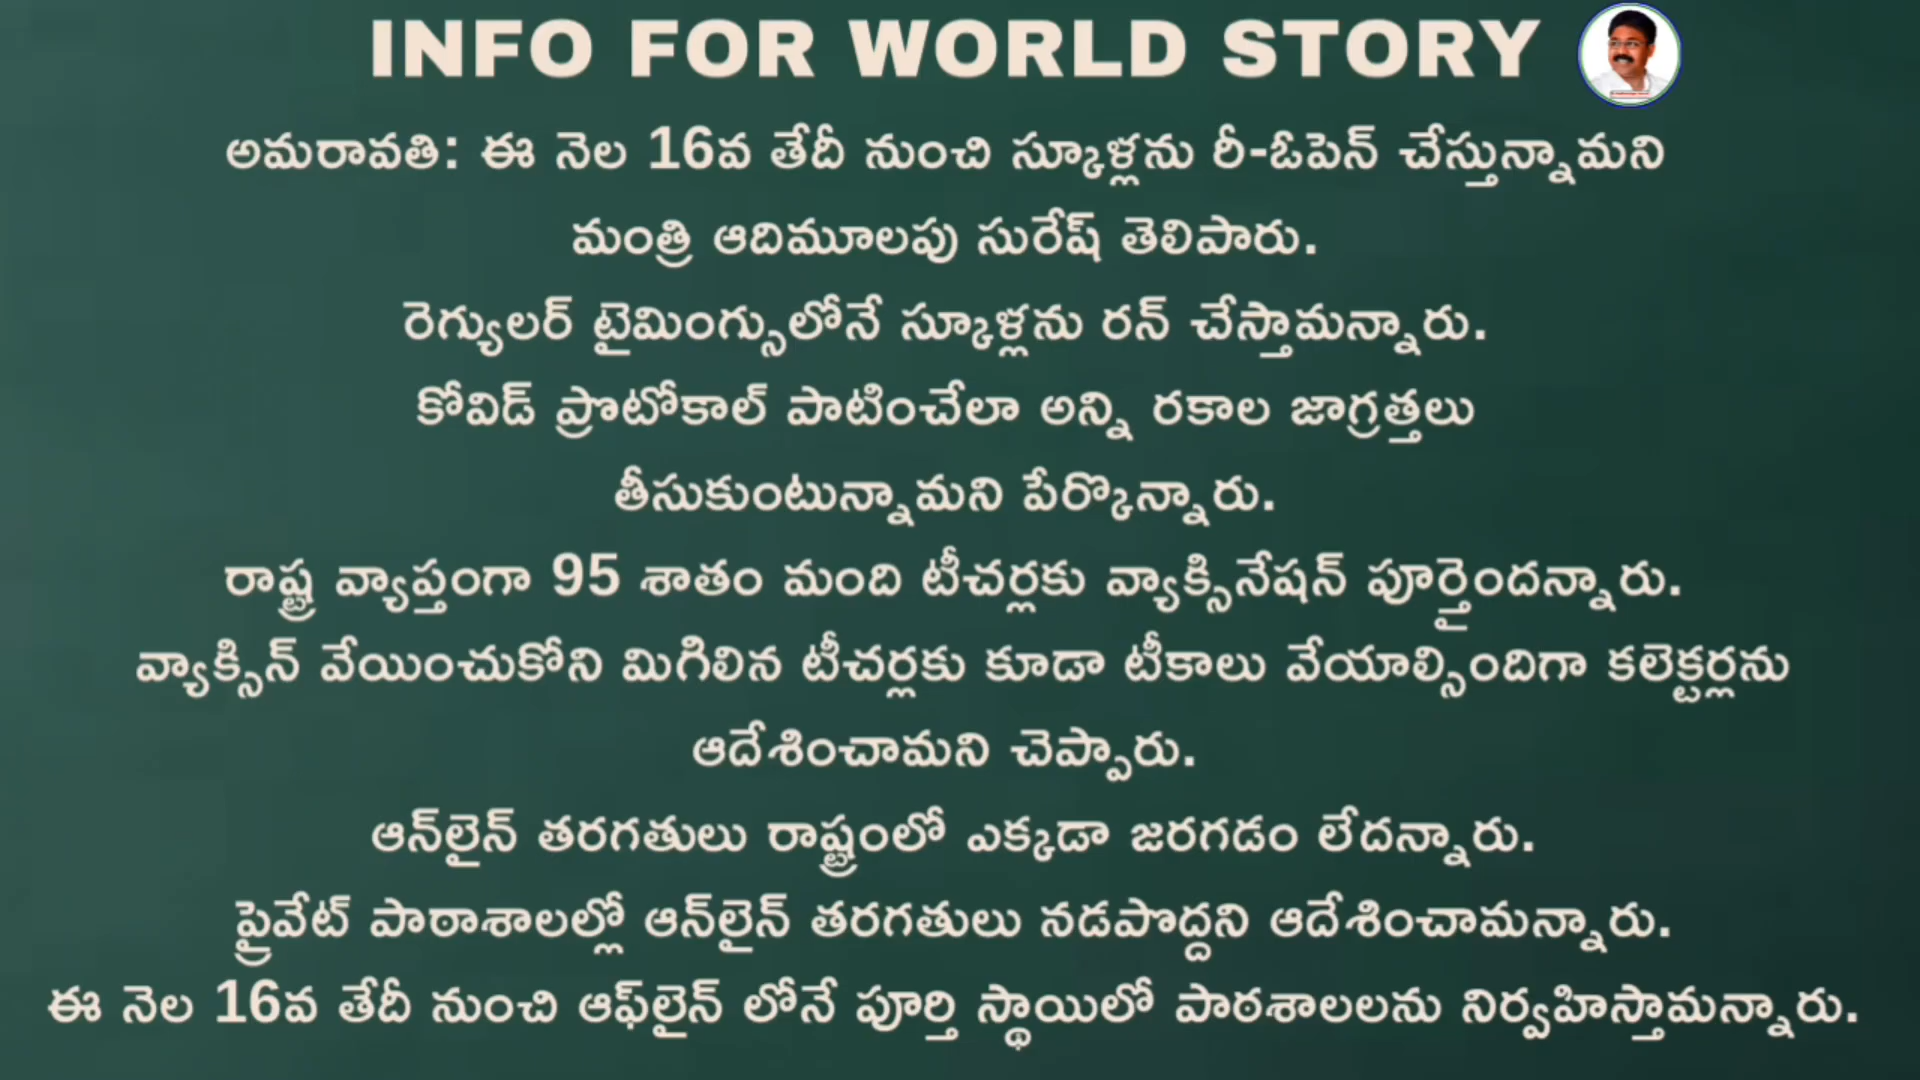 INFO FOR WORLD STORY
అమరావతి: ఈ నెల 16వ తేదీ నుంచి స్కూళ్లను రీ-ఓపెన్ చేస్తున్నామని
మంత్రి ఆదిమూలపు సురేష్ తెలిపారు.
రెగ్యులర్ టైమింగ్సులోనే స్కూళ్లను రన్ చేస్తామన్నారు.
కోవిడ్ ప్రొటోకాల్ పాటించేలా అన్ని రకాల జాగ్రత్తలు
తీసుకుంటున్నామని పేర్కొన్నారు.
రాష్ట్ర వ్యాప్తంగా 95 శాతం మంది టీచర్లకు వ్యాక్సినేషన్ పూర్తైందన్నారు.
వ్యాక్సిన్ వేయించుకోని మిగిలిన టీచర్లకు కూడా టీకాలు వేయాల్సిందిగా కలెక్టర్లను
ఆదేశించామని చెప్పారు.
ఆన్‌లైన్ తరగతులు రాష్ట్రంలో ఎక్కడా జరగడం లేదన్నారు.
ప్రైవేట్ పాఠాశాలల్లో ఆన్‌లైన్ తరగతులు నడపొద్దని ఆదేశించామన్నారు.
ఈ నెల 16వ తేదీ నుంచి ఆఫ్‌లైన్ లోనే పూర్తి స్థాయిలో పాఠశాలలను నిర్వహిస్తామన్నారు.